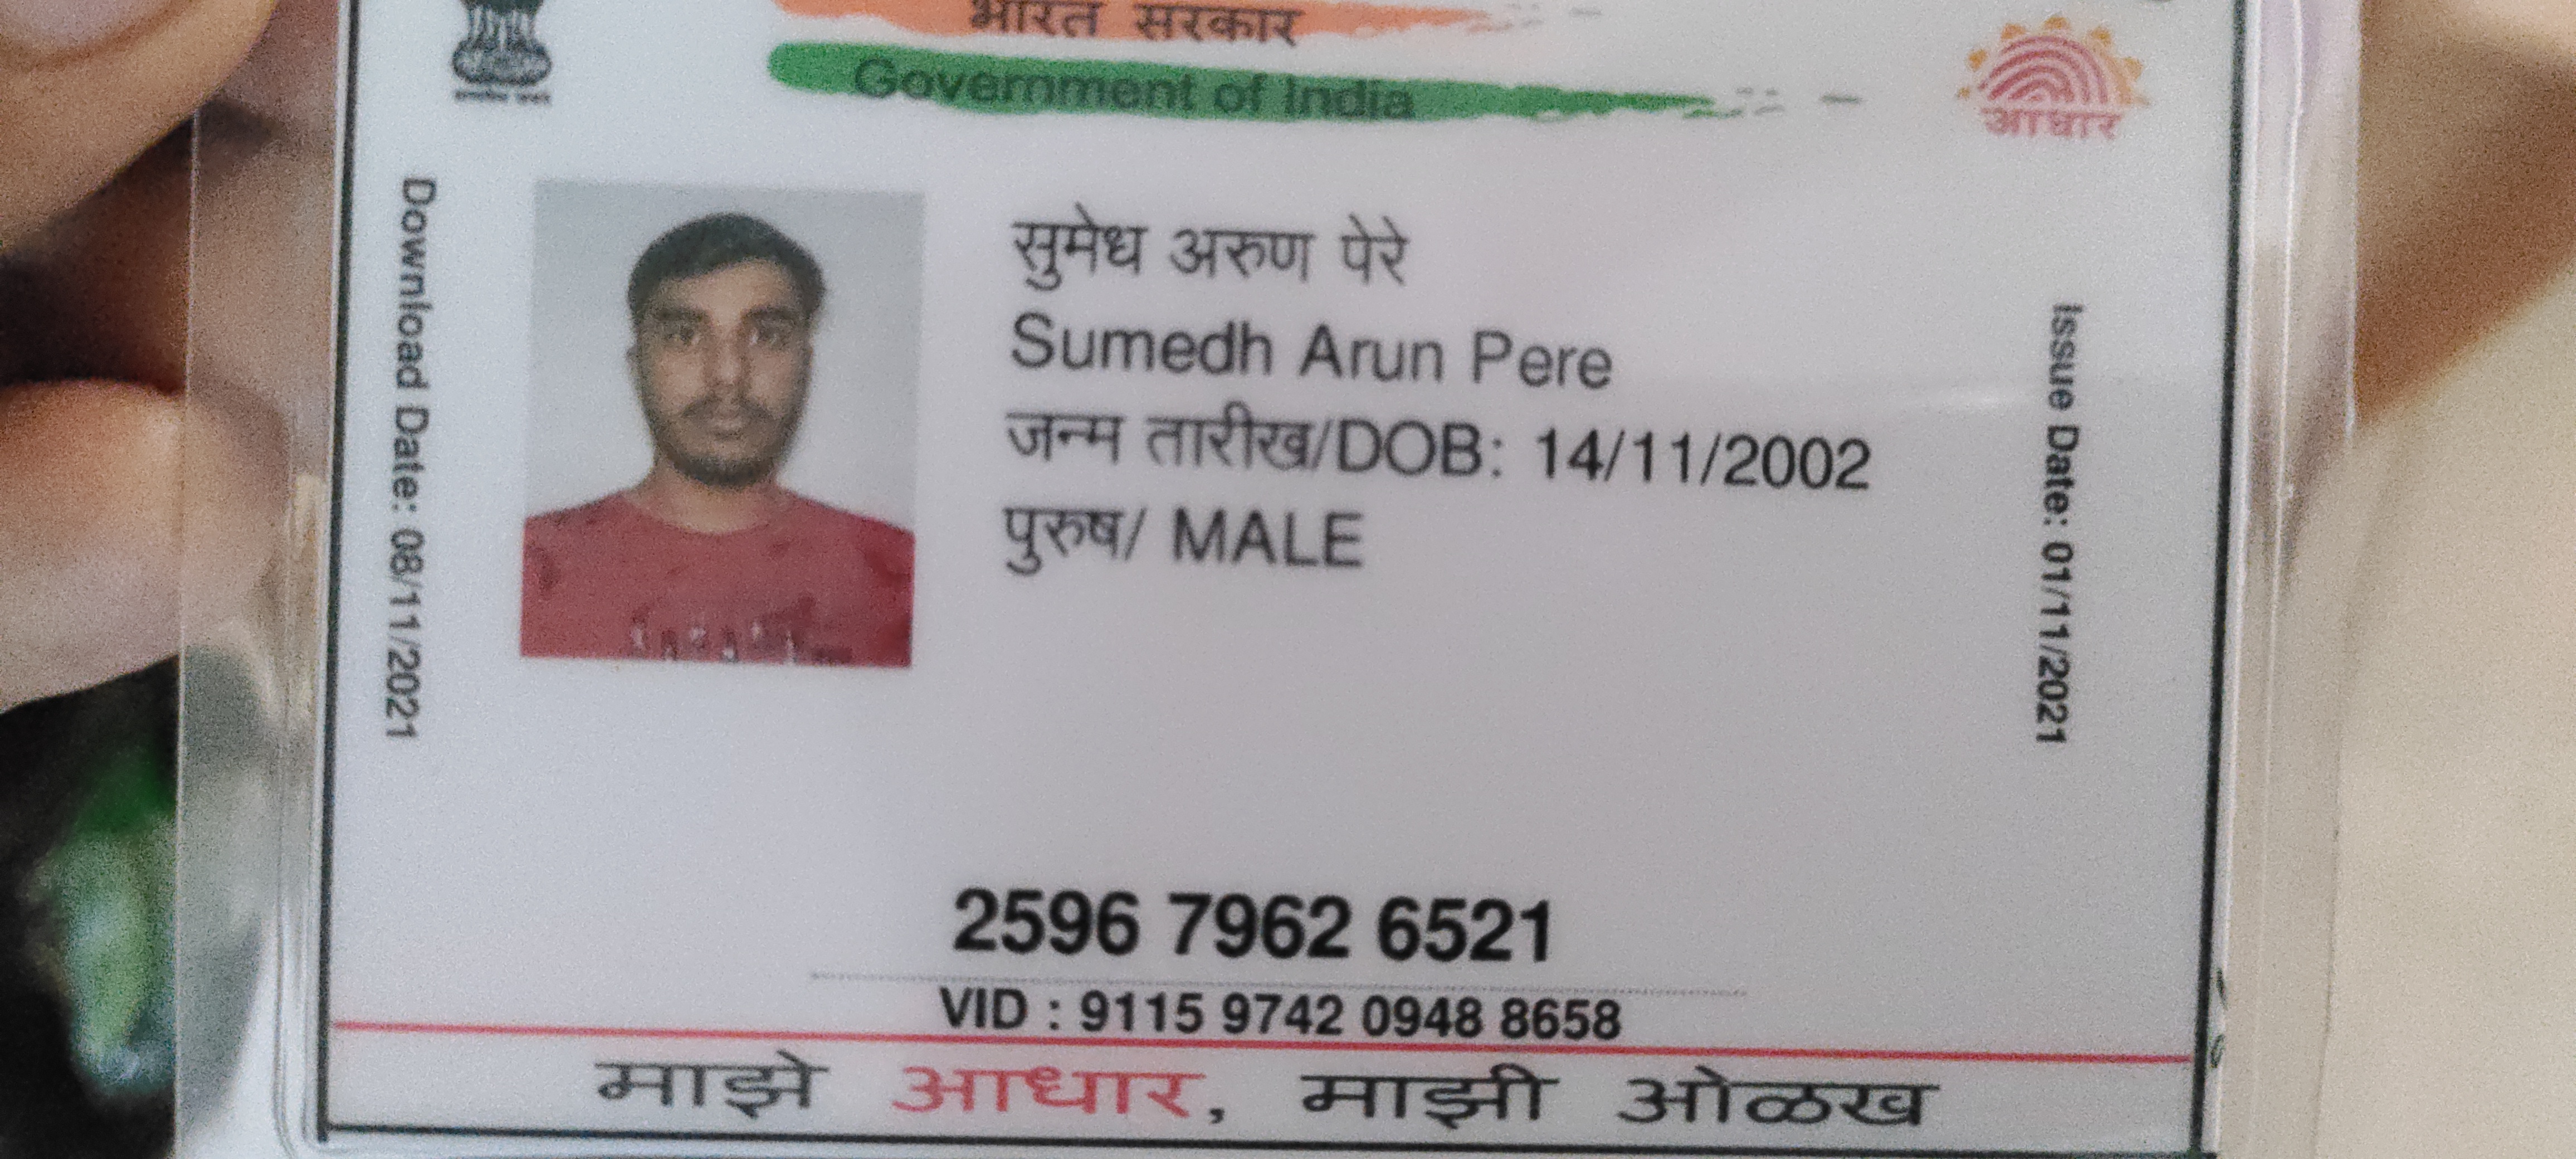 भारत सरकार
Government of India
आधार
Download Date: 08/11/2021
सुमेध अरुण पेरे
Sumedh Arun Pere
जन्म तारीख/DOB: 14/11/2002
पुरुष/ MALE
Issue Date: 01/11/2021
2596 7962 6521
VID : 9115 9742 0948 8658
माझे आधार, माझी ओळख